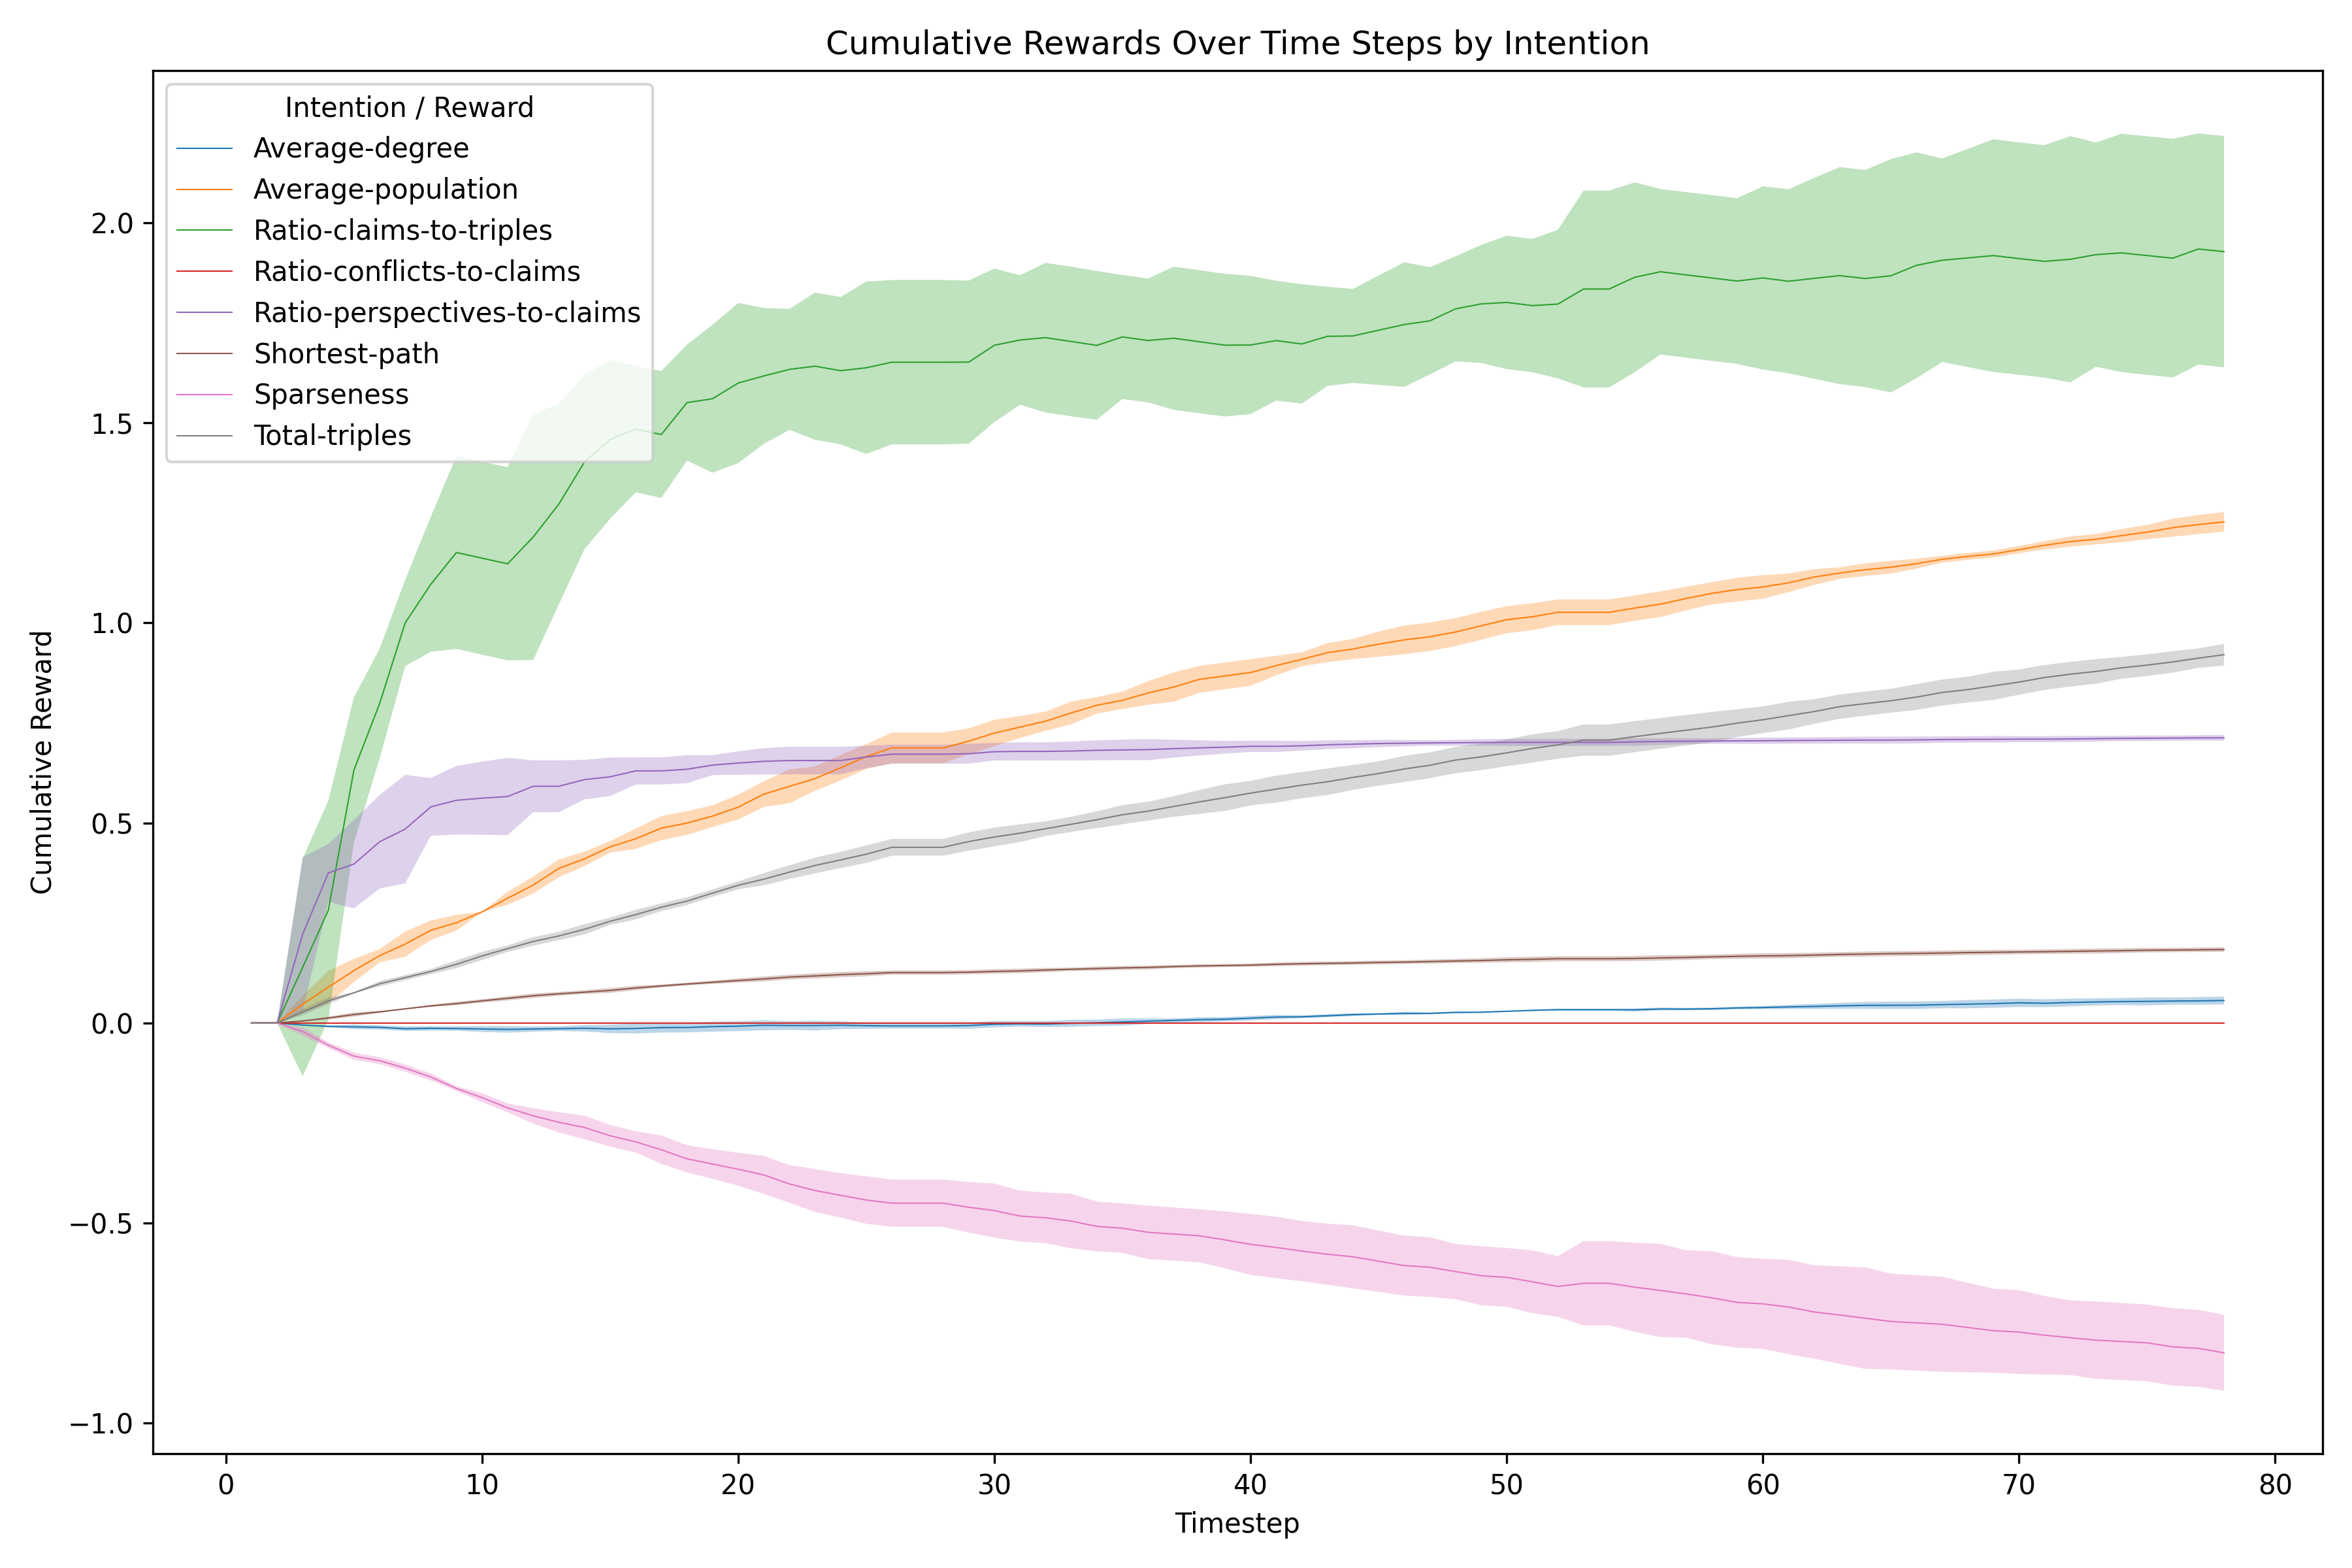 Cumulative Rewards Over Time Steps by Intention
Intention / Reward
Average-degree
Average-population
Ratio-claims-to-triples
Ratio-conflicts-to-claims
Ratio-perspectives-to-claims
Shortest-path
Sparseness
Total-triples
Cumulative Reward
2.0
1.5
1.0
0.5
0.0
−0.5
−1.0
0 10 20 30 40 50 60 70 80
Timestep